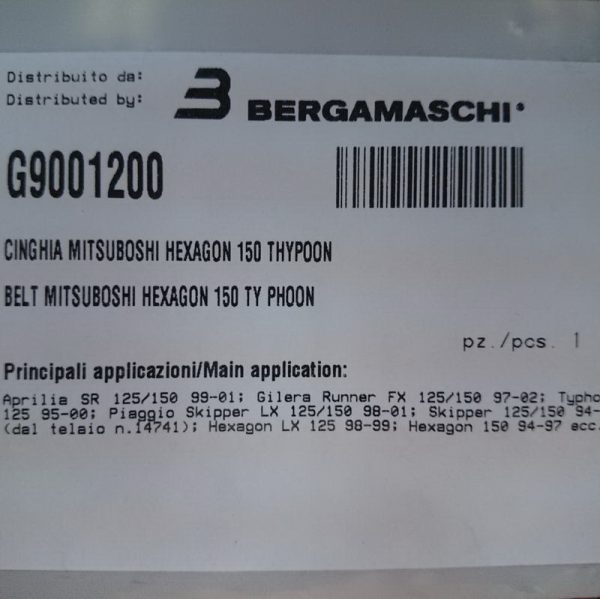 Distribuito da:
Distributed by:
B BERGAMASCHI
G9001200
CINGHIA MITSUBOSHI HEXAGON 150 THYPOON
BELT MITSUBOSHI HEXAGON 150 TY PHOON
pz./pcs. 1
Principali applicazioni/Main application:
Aprilia SR 125/150 99-01; Gilera Runner FX 125/150 97-02; Typho
125 95-00; Piaggio Skipper LX 125/150 98-01; Skipper 125/150 94-
(dal telaio n.14741); Hexagon LX 125 98-99; Hexagon 150 94-97 ecc.